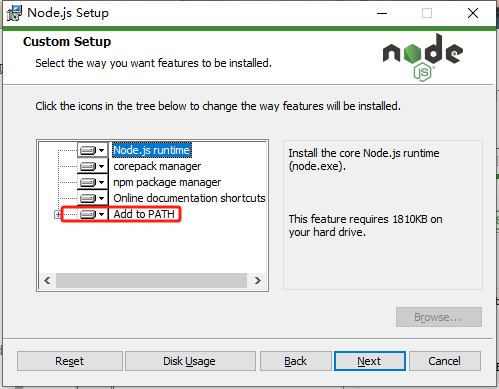 Node.js Setup
Custom Setup
Select the way you want features to be installed.
node
JS
Click the icons in the tree below to change the way features will be installed.
Node.js runtime
corepack manager
npm package manager
Online documentation shortcuts
Add to PATH
Install the core Node.js runtime
(node.exe).
This feature requires 1810KB on
your hard drive.
Browse...
Reset
Disk Usage
Back
Next
Cancel